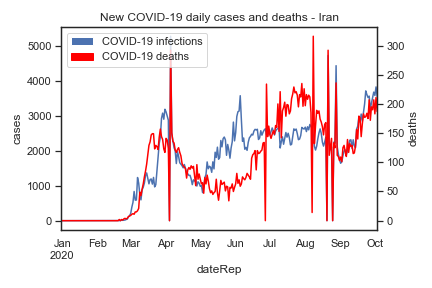 New COVID-19 daily cases and deaths - Iran
COVID-19 infections
COVID-19 deaths
5000
4000
3000
2000
1000
0
cases
300
250
200
150
100
50
0
deaths
Jan Feb Mar Apr May Jun Jul Aug Sep Oct
2020
dateRep